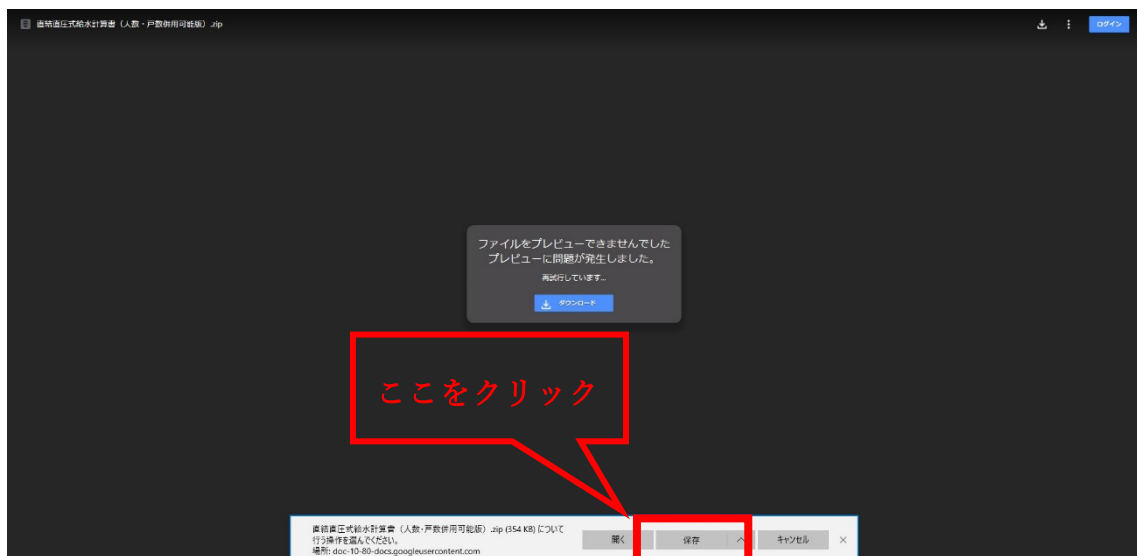 直結直圧式給水計算書（人数・戸数併用可能版）.zip
ログイン
ファイルをプレビューできませんでした
プレビューに問題が発生しました。
再試行しています...
ダウンロード
ここをクリック
直結直圧式給水計算書（人数・戸数併用可能版）.zip (354 KB) について
行う操作を選んでください。
場所: doc-10-80-docs.googleusercontent.com
開く
保存
キャンセル